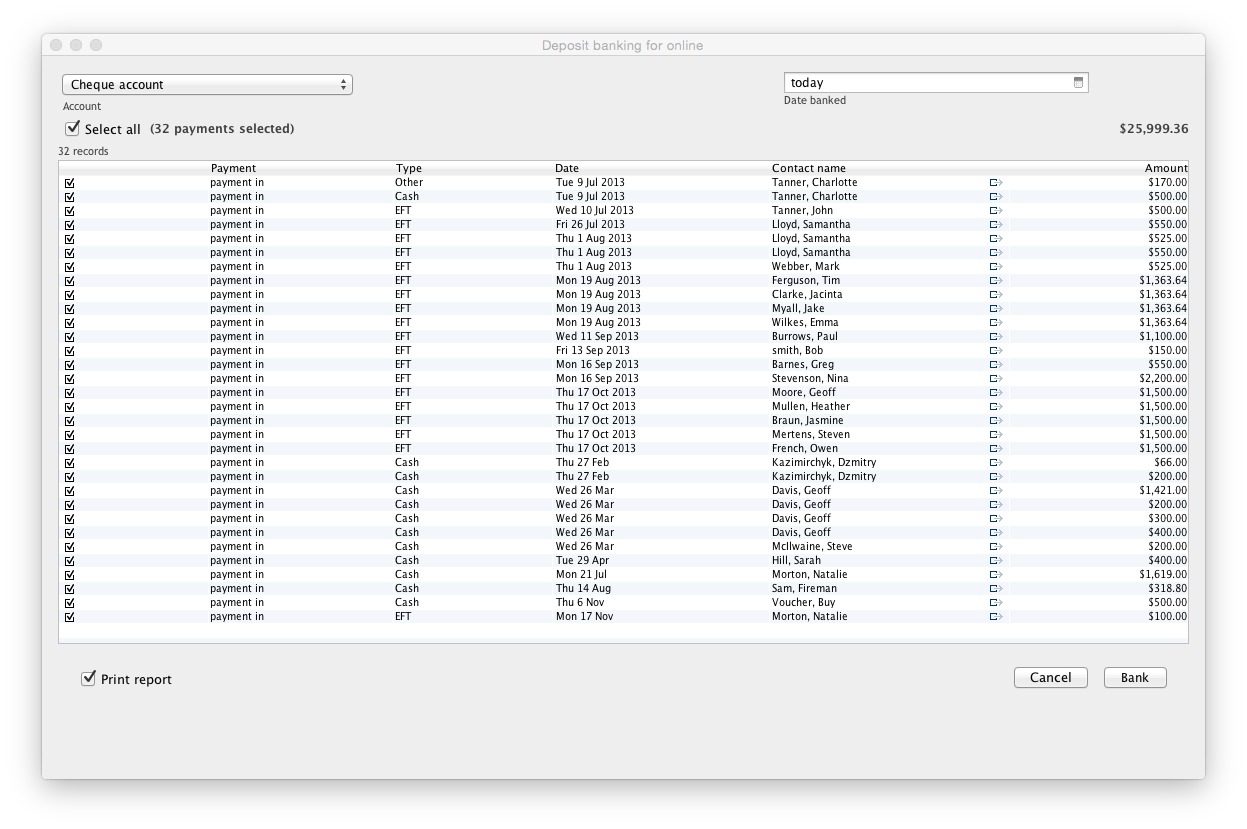 Deposit banking for online
Cheque account today
Account Date banked
Select all (32 payments selected) $25,999.36
32 records
Payment Type Date Contact name Amount
payment in Other Tue 9 Jul 2013 Tanner, Charlotte $170.00
payment in Cash Tue 9 Jul 2013 Tanner, Charlotte $500.00
payment in EFT Wed 10 Jul 2013 Tanner, John $500.00
payment in EFT Fri 26 Jul 2013 Lloyd, Samantha $550.00
payment in EFT Thu 1 Aug 2013 Lloyd, Samantha $525.00
payment in EFT Thu 1 Aug 2013 Lloyd, Samantha $550.00
payment in EFT Thu 1 Aug 2013 Webber, Mark $525.00
payment in EFT Mon 19 Aug 2013 Ferguson, Tim $1,363.64
payment in EFT Mon 19 Aug 2013 Clarke, Jacinta $1,363.64
payment in EFT Mon 19 Aug 2013 Myall, Jake $1,363.64
payment in EFT Mon 19 Aug 2013 Wilkes, Emma $1,363.64
payment in EFT Wed 11 Sep 2013 Burrows, Paul $1,100.00
payment in EFT Fri 13 Sep 2013 smith, Bob $150.00
payment in EFT Mon 16 Sep 2013 Barnes, Greg $550.00
payment in EFT Mon 16 Sep 2013 Stevenson, Nina $2,200.00
payment in EFT Thu 17 Oct 2013 Moore, Geoff $1,500.00
payment in EFT Thu 17 Oct 2013 Mullen, Heather $1,500.00
payment in EFT Thu 17 Oct 2013 Braun, Jasmine $1,500.00
payment in EFT Thu 17 Oct 2013 Mertens, Steven $1,500.00
payment in EFT Thu 17 Oct 2013 French, Owen $1,500.00
payment in Cash Thu 27 Feb Kazimirchyk, Dzmitry $66.00
payment in Cash Thu 27 Feb Kazimirchyk, Dzmitry $200.00
payment in Cash Wed 26 Mar Davis, Geoff $1,421.00
payment in Cash Wed 26 Mar Davis, Geoff $200.00
payment in Cash Wed 26 Mar Davis, Geoff $300.00
payment in Cash Wed 26 Mar Davis, Geoff $400.00
payment in Cash Wed 26 Mar McIlwaine, Steve $200.00
payment in Cash Tue 29 Apr Hill, Sarah $400.00
payment in Cash Mon 21 Jul Morton, Natalie $1,619.00
payment in Cash Thu 14 Aug Sam, Fireman $318.80
payment in Cash Thu 6 Nov Voucher, Buy $500.00
payment in EFT Mon 17 Nov Morton, Natalie $100.00
Print report Cancel Bank